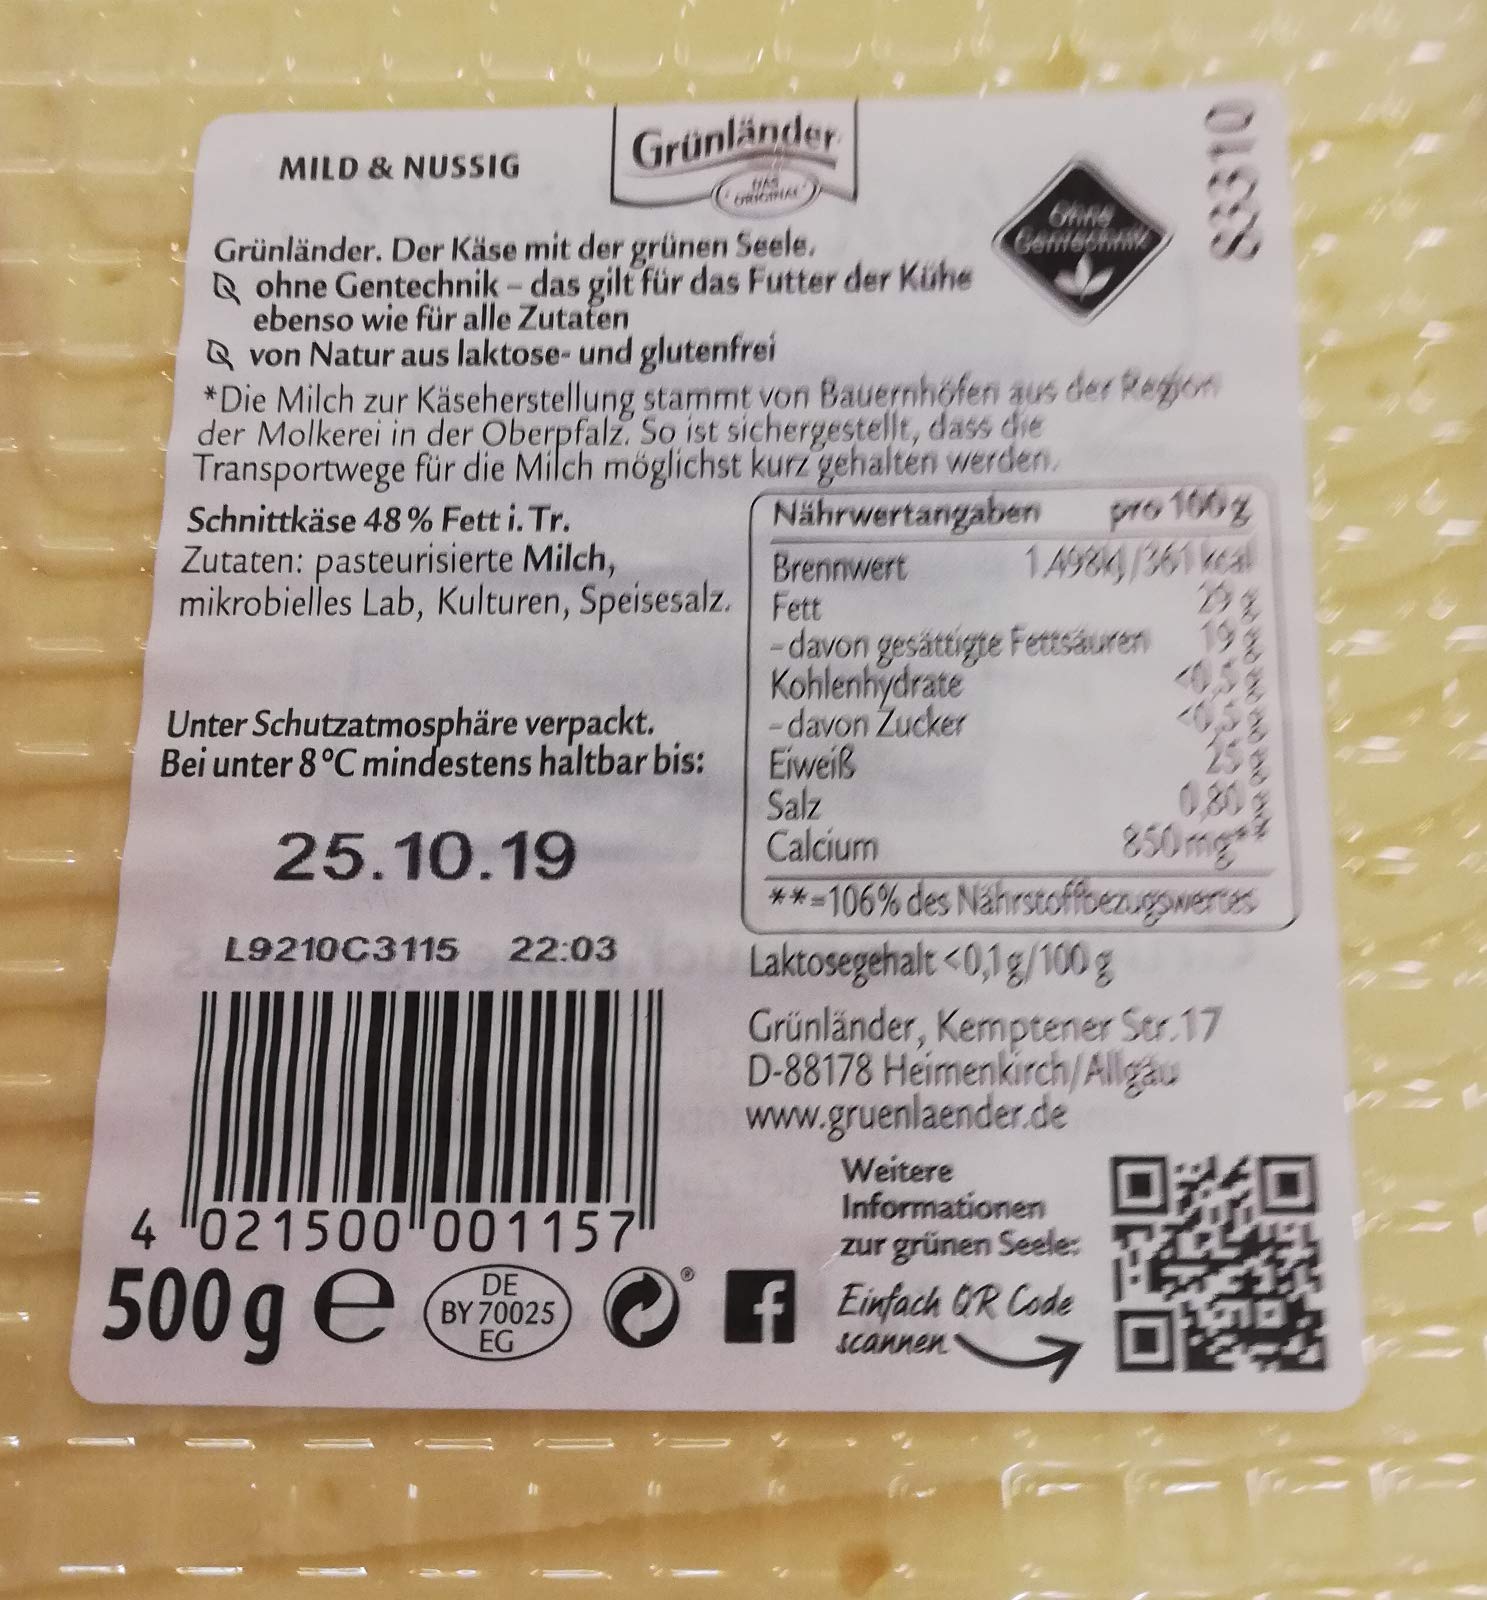 MILD & NUSSIG
Grünländer
DAS
ORIGINAL
Ohne
Gentechnik
88310
Grünländer. Der Käse mit der grünen Seele.
ohne Gentechnik – das gilt für das Futter der Kühe
ebenso wie für alle Zutaten
von Natur aus laktose- und glutenfrei
*Die Milch zur Käseherstellung stammt von Bauernhöfen aus der Region
der Molkerei in der Oberpfalz. So ist sichergestellt, dass die
Transportwege für die Milch möglichst kurz gehalten werden.
Schnittkäse 48% Fett i. Tr.
Zutaten: pasteurisierte Milch,
mikrobielles Lab, Kulturen, Speisesalz.
Unter Schutzatmosphäre verpackt.
Bei unter 8°C mindestens haltbar bis:
25.10.19
L9210C3115 22:03
Nährwertangaben pro 100g
Brennwert 1.498kJ/361 kcal
Fett 29 g
- davon gesättigte Fettsäuren 19 g
Kohlenhydrate <0,5 g
- davon Zucker <0,5 g
Eiweiß 25 g
Salz 0,80 g
Calcium 850 mg**
**=106% des Nährstoffbezugswertes
Laktosegehalt <0,1 g/100 g
Grünländer, Kemptener Str. 17
D-88178 Heimenkirch/Allgäu
www.gruenlaender.de
4 021500 001157
500 g e
DE
BY 70025
EG
®
f
Weitere
Informationen
zur grünen Seele:
Einfach QR Code
scannen